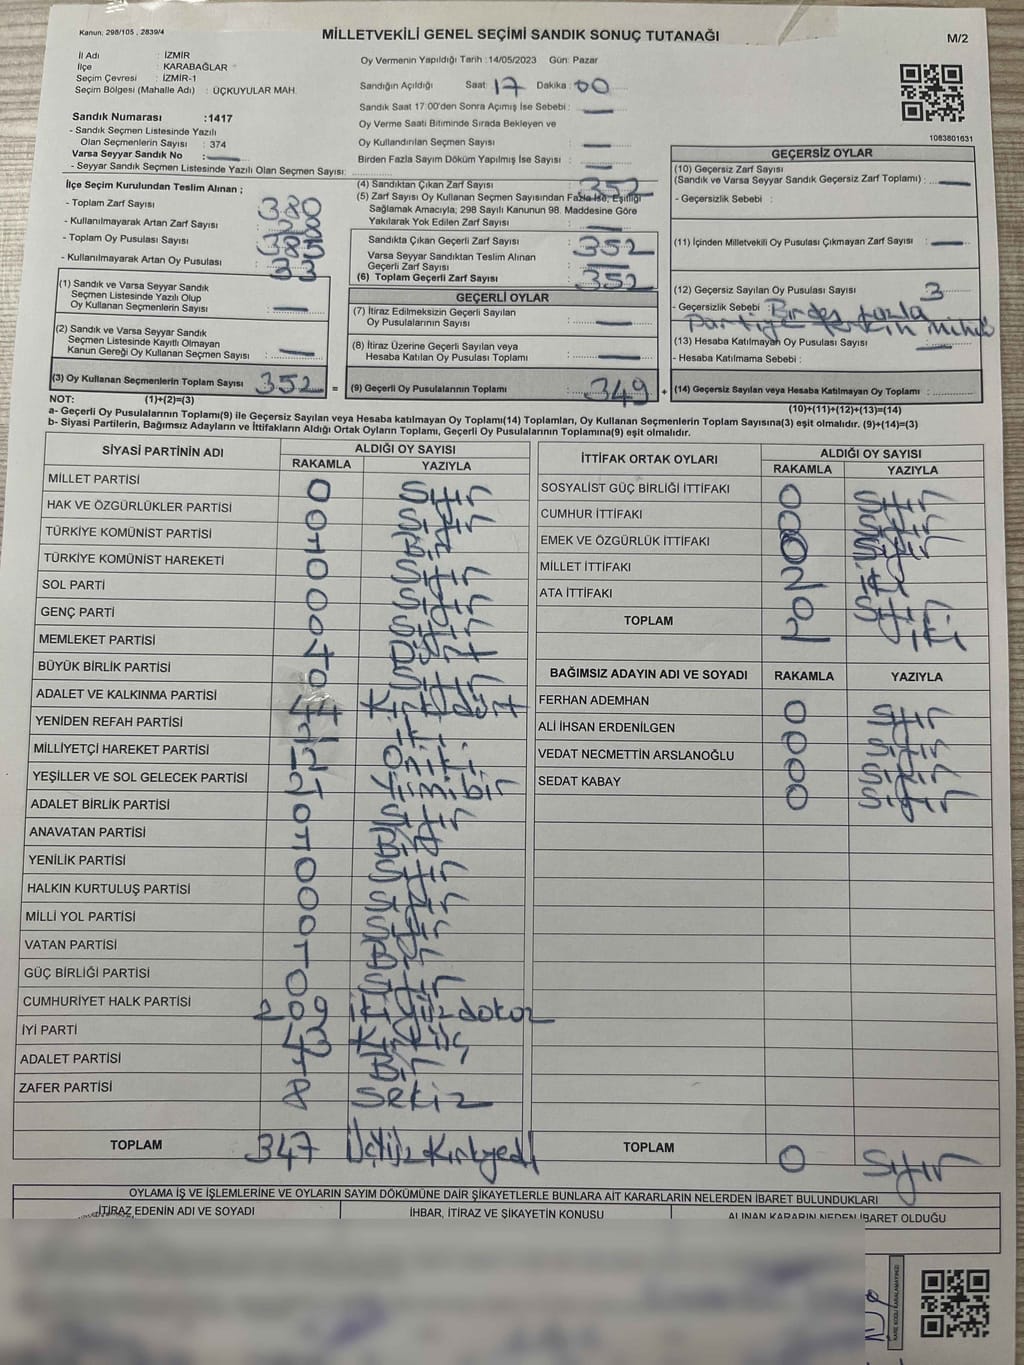 Kanun: 298/105 , 2839/4
MİLLETVEKİLİ GENEL SEÇİMİ SANDIK SONUÇ TUTANAĞI
M/2
İl Adı : İZMİR
İlçe : KARABAĞLAR
Seçim Çevresi : İZMİR-1
Seçim Bölgesi (Mahalle Adı) : ÜÇKUYULAR MAH.
Oy Vermenin Yapıldığı Tarih :14/05/2023 Gün: Pazar
Sandığın Açıldığı Saat: 17 Dakika : 00
Sandık Saat 17:00'den Sonra Açımış İse Sebebi : —
Oy Verme Saati Bitiminde Sırada Bekleyen ve
Oy Kullandırılan Seçmen Sayısı : —
Birden Fazla Sayım Döküm Yapılmış İse Sayısı : —
1083801631
Sandık Numarası :1417
- Sandık Seçmen Listesinde Yazılı
Olan Seçmenlerin Sayısı : 374
Varsa Seyyar Sandık No : —
- Seyyar Sandık Seçmen Listesinde Yazılı Olan Seçmen Sayısı:
İlçe Seçim Kurulundan Teslim Alınan ;
- Toplam Zarf Sayısı : 380
- Kullanılmayarak Artan Zarf Sayısı :
- Toplam Oy Pusulası Sayısı : 385
- Kullanılmayarak Artan Oy Pusulası : 33
(1) Sandık ve Varsa Seyyar Sandık
Seçmen Listesinde Yazılı Olup
Oy Kullanan Seçmenlerin Sayısı : —
(2) Sandık ve Varsa Seyyar Sandık
Seçmen Listesinde Kayıtlı Olmayan
Kanun Gereği Oy Kullanan Seçmen Sayısı : —
(3) Oy Kullanan Seçmenlerin Toplam Sayısı 352 =
(4) Sandıktan Çıkan Zarf Sayısı : 352
(5) Zarf Sayısı Oy Kullanan Seçmen Sayısından Fazla İse, Eşitliği
Sağlamak Amacıyla; 298 Sayılı Kanunun 98. Maddesine Göre
Yakılarak Yok Edilen Zarf Sayısı : —
Sandıkta Çıkan Geçerli Zarf Sayısı : 352
Varsa Seyyar Sandıktan Teslim Alınan
Geçerli Zarf Sayısı : —
(6) Toplam Geçerli Zarf Sayısı : 352
GEÇERLİ OYLAR
(7) İtiraz Edilmeksizin Geçerli Sayılan
Oy Pusulalarının Sayısı : —
(8) İtiraz Üzerine Geçerli Sayılan veya
Hesaba Katılan Oy Pusulası Toplamı : —
(9) Geçerli Oy Pusulalarının Toplamı : 349 +
GEÇERSİZ OYLAR
(10) Geçersiz Zarf Sayısı
(Sandık ve Varsa Seyyar Sandık Geçersiz Zarf Toplamı) : —
- Geçersizlik Sebebi :
(11) İçinden Milletvekili Oy Pusulası Çıkmayan Zarf Sayısı : —
(12) Geçersiz Sayılan Oy Pusulası Sayısı : 3
- Geçersizlik Sebebi : Birden fazla
Partiye mühür
(13) Hesaba Katılmayan Oy Pusulası Sayısı : —
- Hesaba Katılmama Sebebi :
(14) Geçersiz Sayılan veya Hesaba Katılmayan Oy Toplamı :
NOT: (1)+(2)=(3)
(10)+(11)+(12)+(13)=(14)
a- Geçerli Oy Pusulalarının Toplamı(9) ile Geçersiz Sayılan veya Hesaba katılmayan Oy Toplamı(14) Toplamları, Oy Kullanan Seçmenlerin Toplam Sayısına(3) eşit olmalıdır. (9)+(14)=(3)
b- Siyasi Partilerin, Bağımsız Adayların ve İttifakların Aldığı Ortak Oyların Toplamı, Geçerli Oy Pusulalarının Toplamına(9) eşit olmalıdır.
SİYASİ PARTİNİN ADI ALDIĞI OY SAYISI
RAKAMLA YAZIYLA
MİLLET PARTİSİ 0 Sıfır
HAK VE ÖZGÜRLÜKLER PARTİSİ 0 Sıfır
TÜRKİYE KOMÜNİST PARTİSİ 1 Bir
TÜRKİYE KOMÜNİST HAREKETİ 0 Sıfır
SOL PARTİ 0 Sıfır
GENÇ PARTİ 0 Sıfır
MEMLEKET PARTİSİ 4 Dört
BÜYÜK BİRLİK PARTİSİ 0 Sıfır
ADALET VE KALKINMA PARTİSİ 44 Kırkdört
YENİDEN REFAH PARTİSİ 2 İki
MİLLİYETÇİ HAREKET PARTİSİ 12 Oniki
YEŞİLLER VE SOL GELECEK PARTİSİ 21 Yirmibir
ADALET BİRLİK PARTİSİ 0 Sıfır
ANAVATAN PARTİSİ 1 Bir
YENİLİK PARTİSİ 0 Sıfır
HALKIN KURTULUŞ PARTİSİ 0 Sıfır
MİLLİ YOL PARTİSİ 0 Sıfır
VATAN PARTİSİ 1 Bir
GÜÇ BİRLİĞİ PARTİSİ 0 Sıfır
CUMHURİYET HALK PARTİSİ 209 İkiyüzdokuz
İYİ PARTİ 43 Kırküç
ADALET PARTİSİ 1 Bir
ZAFER PARTİSİ 8 Sekiz
TOPLAM 347 Üçyüzkırkyedi
İTTİFAK ORTAK OYLARI ALDIĞI OY SAYISI
RAKAMLA YAZIYLA
SOSYALİST GÜÇ BİRLİĞİ İTTİFAKI 0 Sıfır
CUMHUR İTTİFAKI 0 Sıfır
EMEK VE ÖZGÜRLÜK İTTİFAKI 0 Sıfır
MİLLET İTTİFAKI 2 İki
ATA İTTİFAKI 0 Sıfır
TOPLAM 2 İki
BAĞIMSIZ ADAYIN ADI VE SOYADI RAKAMLA YAZIYLA
FERHAN ADEMHAN 0 Sıfır
ALİ İHSAN ERDENİLGEN 0 Sıfır
VEDAT NECMETTİN ARSLANOĞLU 0 Sıfır
SEDAT KABAY 0 Sıfır
TOPLAM 0 Sıfır
OYLAMA İŞ VE İŞLEMLERİNE VE OYLARIN SAYIM DÖKÜMÜNE DAİR ŞİKAYETLERLE BUNLARA AİT KARARLARIN NELERDEN İBARET BULUNDUKLARI
İTİRAZ EDENİN ADI VE SOYADI İHBAR, İTİRAZ VE ŞİKAYETİN KONUSU ALINAN KARARIN NEDEN İBARET OLDUĞU
KARE KODU KARALAMAYINIZ!